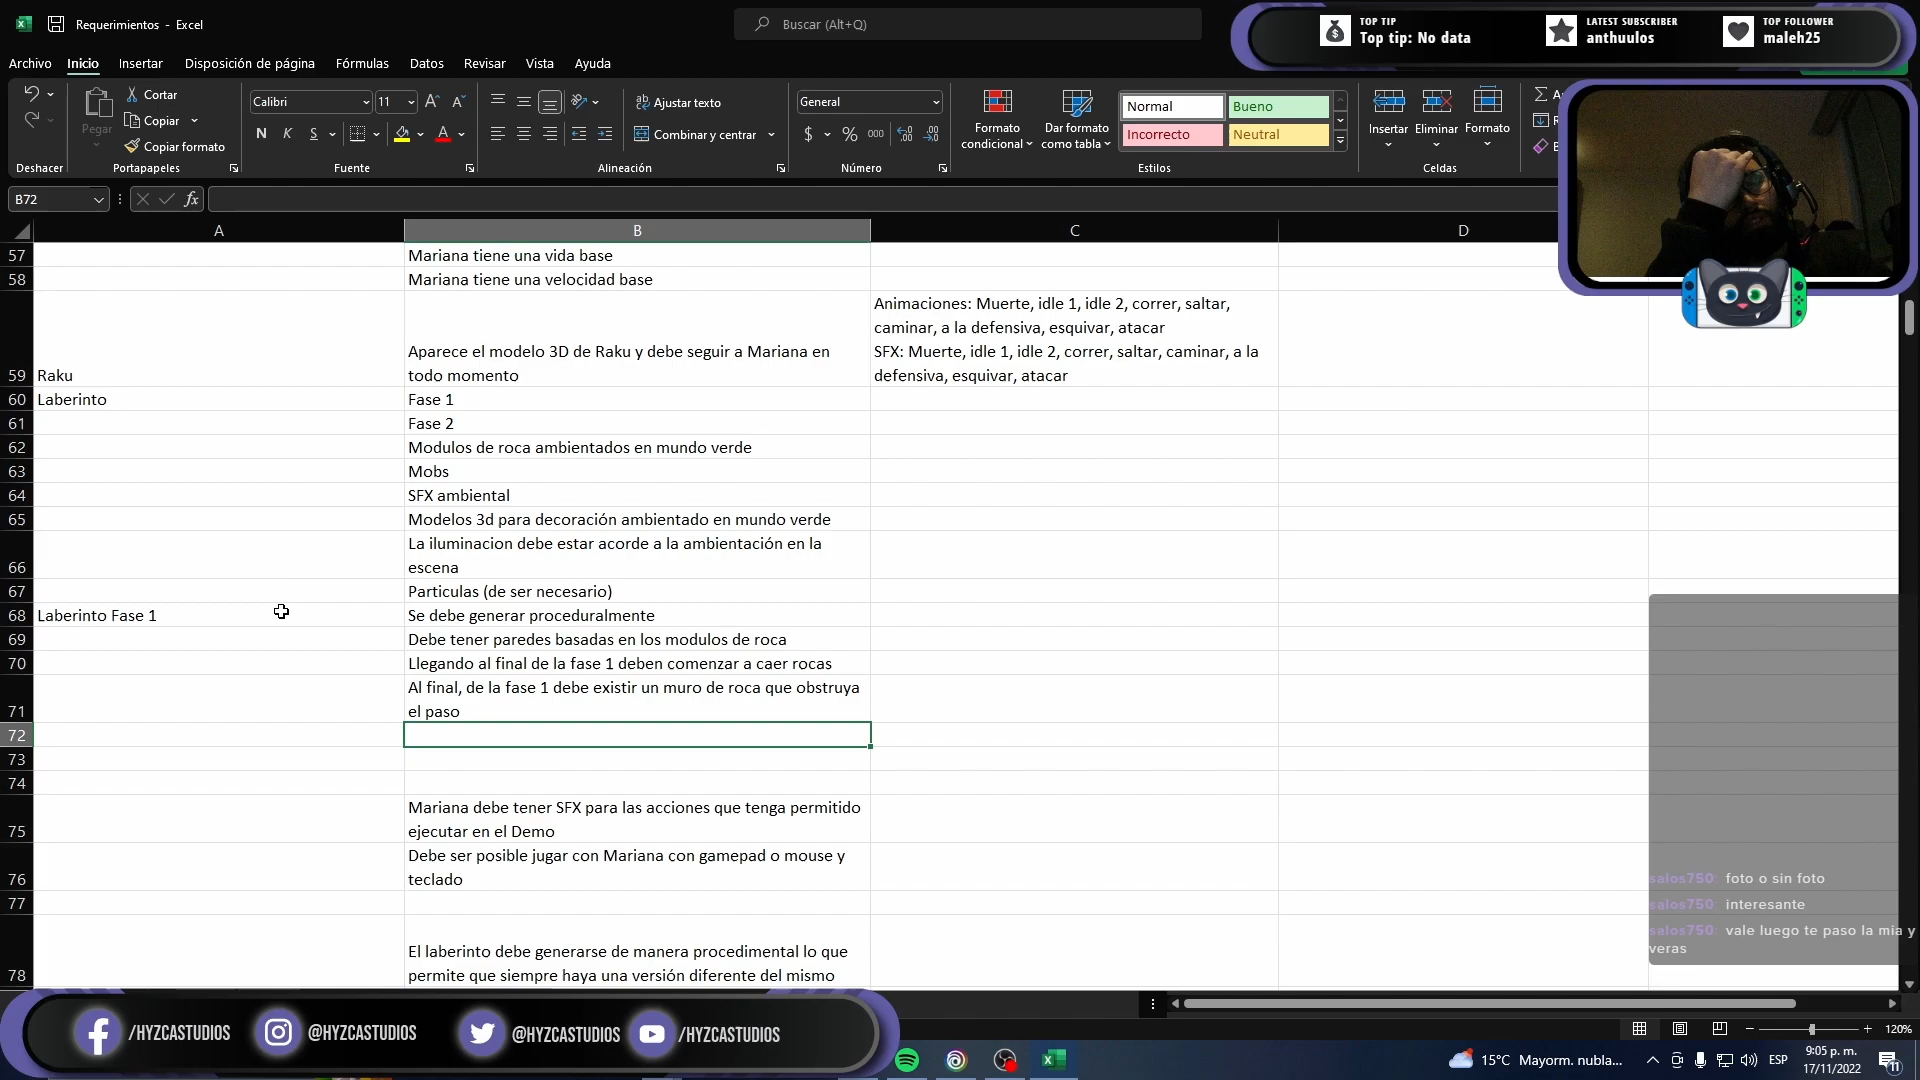 Requerimientos - Excel
Buscar (Alt+Q)
TOP TIP
Top tip: No data
LATEST SUBSCRIBER
anthuulos
TOP FOLLOWER
maleh25
Archivo Inicio Insertar Disposición de página Fórmulas Datos Revisar Vista Ayuda
Pegar
Cortar
Copiar
Copiar formato
Calibri 11
N K S
Ajustar texto
Combinar y centrar
General
$ % 000
Formato condicional
Dar formato como tabla
Normal Bueno
Incorrecto Neutral
Insertar Eliminar Formato
Deshacer Portapapeles Fuente Alineación Número Estilos Celdas
B72
fx
A B C D
57 Mariana tiene una vida base
58 Mariana tiene una velocidad base
Animaciones: Muerte, idle 1, idle 2, correr, saltar,
caminar, a la defensiva, esquivar, atacar
Aparece el modelo 3D de Raku y debe seguir a Mariana en SFX: Muerte, idle 1, idle 2, correr, saltar, caminar, a la
59 Raku todo momento defensiva, esquivar, atacar
60 Laberinto Fase 1
61 Fase 2
62 Modulos de roca ambientados en mundo verde
63 Mobs
64 SFX ambiental
65 Modelos 3d para decoración ambientado en mundo verde
La iluminacion debe estar acorde a la ambientación en la
66 escena
67 Particulas (de ser necesario)
68 Laberinto Fase 1 Se debe generar proceduralmente
69 Debe tener paredes basadas en los modulos de roca
70 Llegando al final de la fase 1 deben comenzar a caer rocas
Al final, de la fase 1 debe existir un muro de roca que obstruya
71 el paso
72
73
74
Mariana debe tener SFX para las acciones que tenga permitido
75 ejecutar en el Demo
Debe ser posible jugar con Mariana con gamepad o mouse y
76 teclado
77
El laberinto debe generarse de manera procedimental lo que
78 permite que siempre haya una versión diferente del mismo
salos750: foto o sin foto
salos750: interesante
salos750: vale luego te paso la mia y
veras
/HYZCASTUDIOS @HYZCASTUDIOS @HYZCASTUDIOS /HYZCASTUDIOS
120%
15°C Mayorm. nubla...
ESP
9:05 p. m.
17/11/2022
11